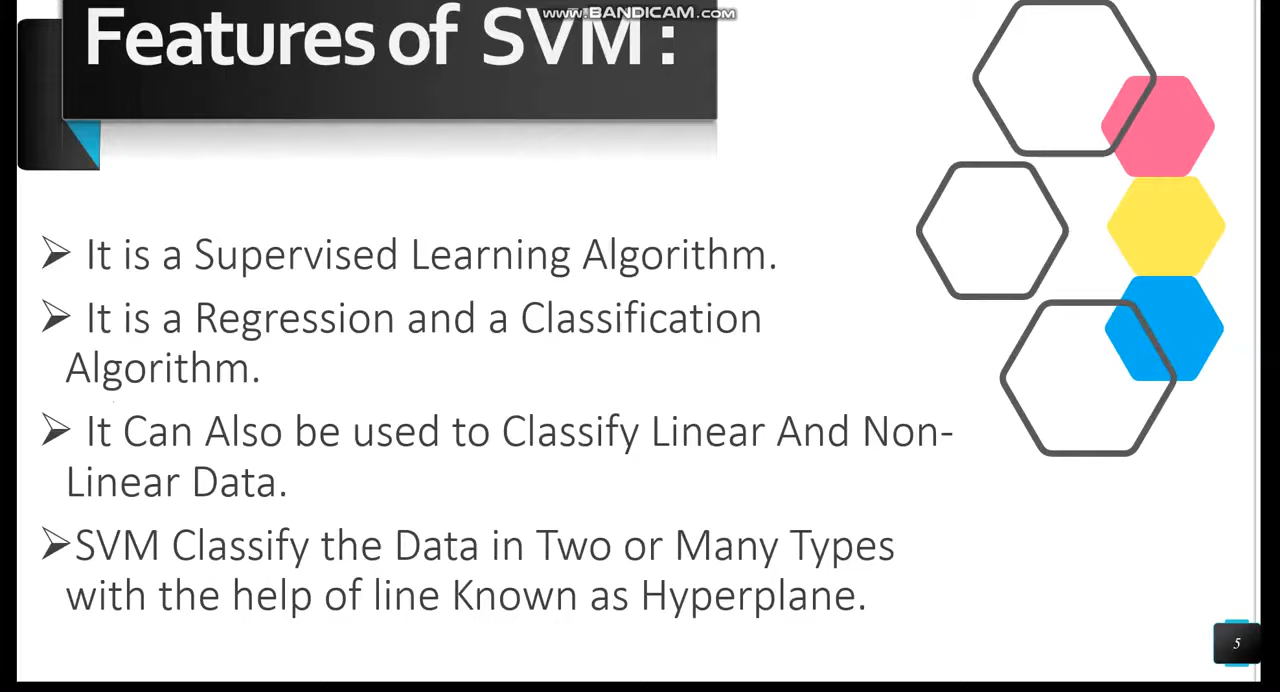 www.BANDICAM.com
Features of SVM :
➢ It is a Supervised Learning Algorithm.
➢ It is a Regression and a Classification
Algorithm.
➢ It Can Also be used to Classify Linear And Non-
Linear Data.
➢SVM Classify the Data in Two or Many Types
with the help of line Known as Hyperplane.
5